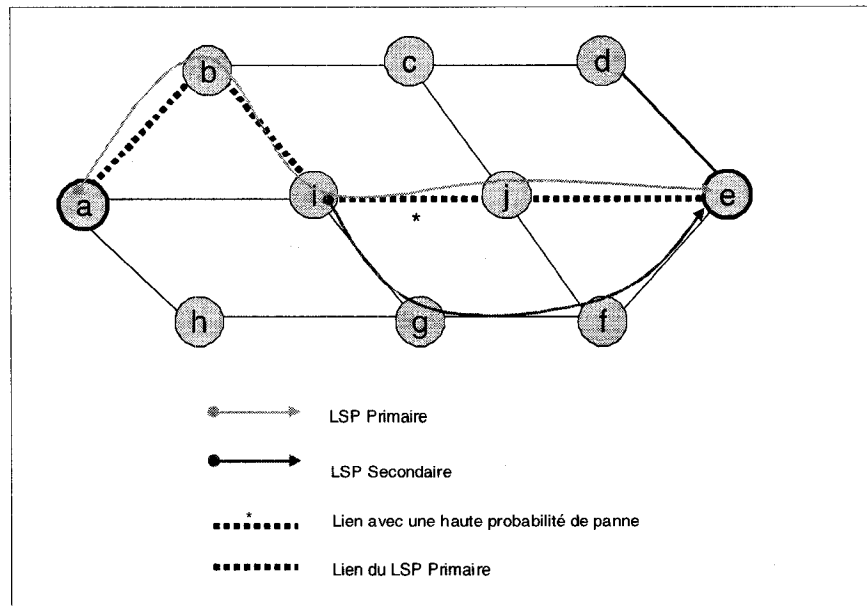 b
c
d
a
i
j
e
*
h
g
f
LSP Primaire
LSP Secondaire
*
Lien avec une haute probabilité de panne
Lien du LSP Primaire